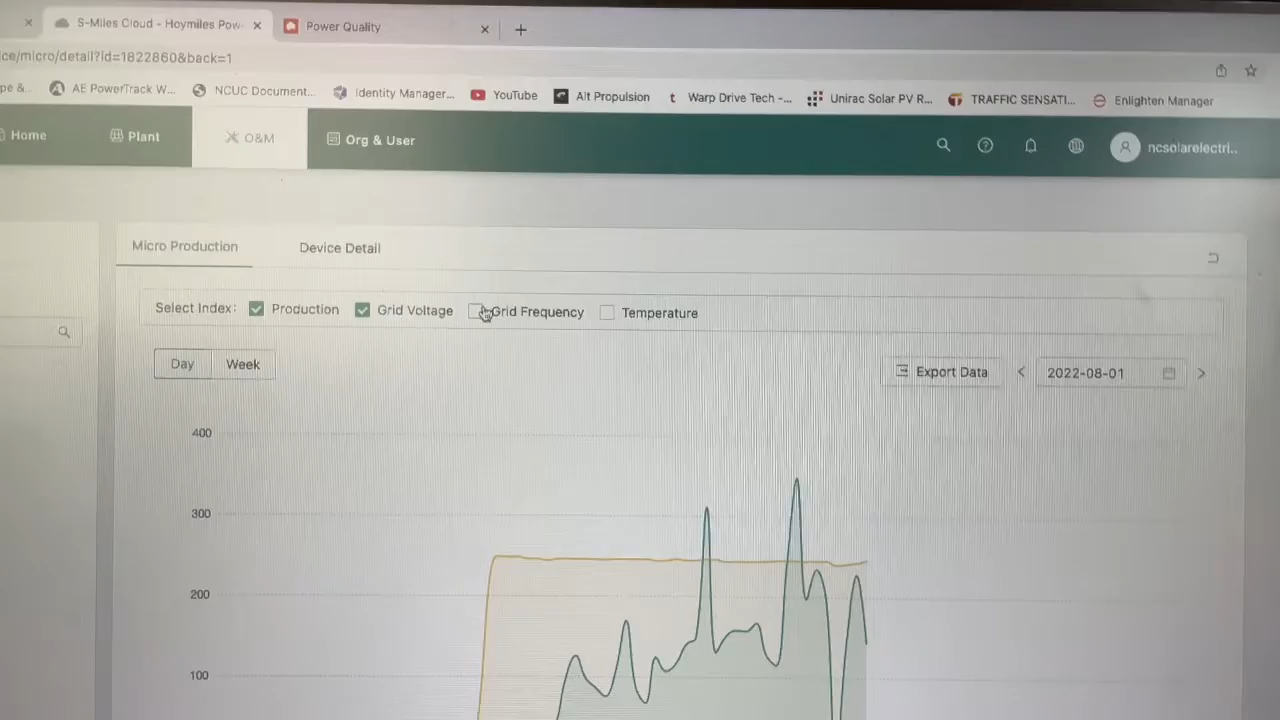 S-Miles Cloud - Hoymiles Pow
Power Quality
ce/micro/detail?id=1822860&back=1
pe &..
AE PowerTrack W...
NCUC Document...
Identity Manager...
YouTube
Alt Propulsion
Warp Drive Tech -...
Unirac Solar PV R...
TRAFFIC SENSATI...
Enlighten Manager
Home
Plant
O&M
Org & User
ncsolarelectri..
Micro Production
Device Detail
Select Index:
Production
Grid Voltage
Grid Frequency
Temperature
Day
Week
Export Data
2022-08-01
400
300
200
100